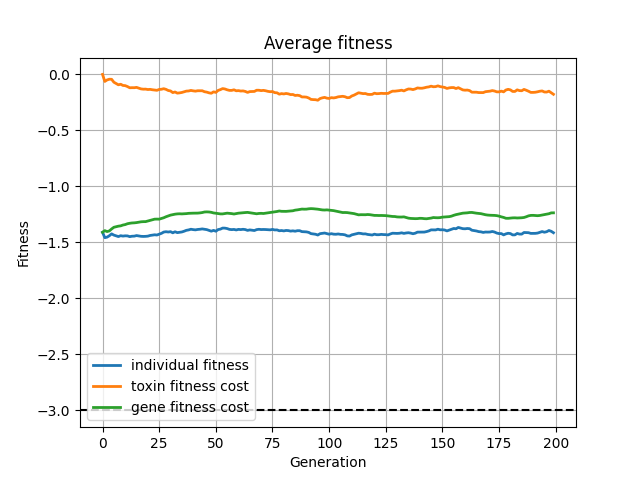 Average fitness
Fitness
0.0
−0.5
−1.0
−1.5
−2.0
−2.5
−3.0
individual fitness
toxin fitness cost
gene fitness cost
0 25 50 75 100 125 150 175 200
Generation